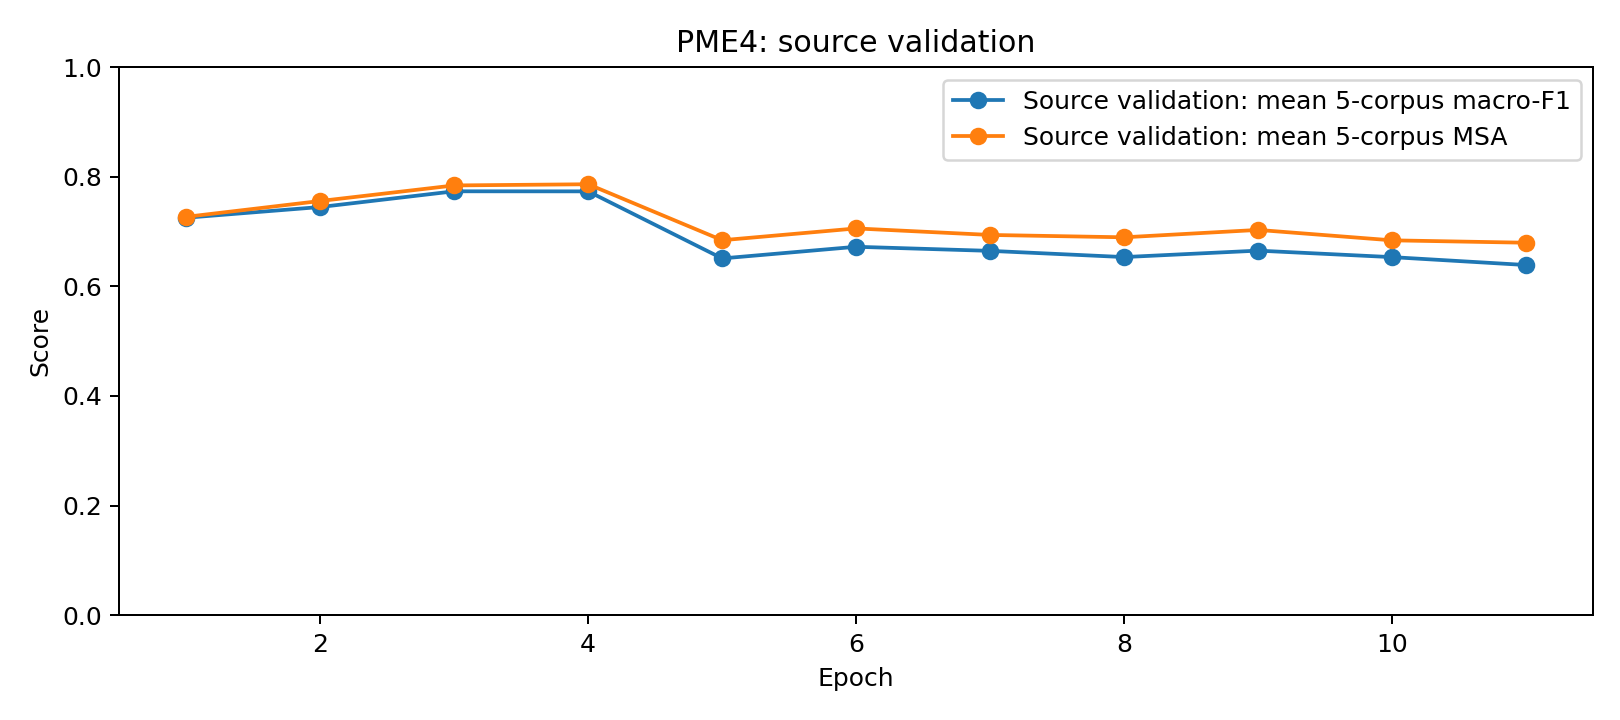 PME4: source validation
1.0
Source validation: mean 5-corpus macro-F1
Source validation: mean 5-corpus MSA
0.8
0.6
Score
0.4
0.2
0.0
2 4 6 8 10
Epoch